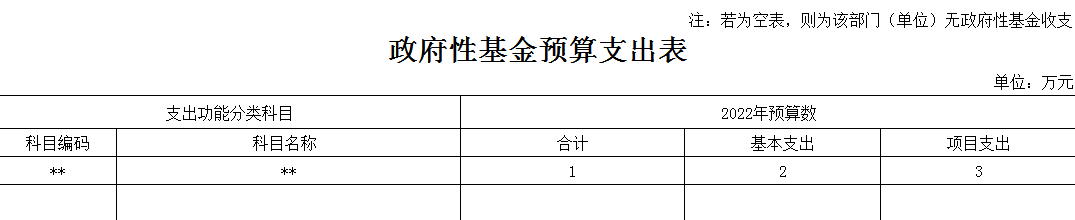 注：若为空表，则为该部门（单位）无政府性基金收支
政府性基金预算支出表
单位：万元
支出功能分类科目 2022年预算数
科目编码 科目名称 合计 基本支出 项目支出
** ** 1 2 3